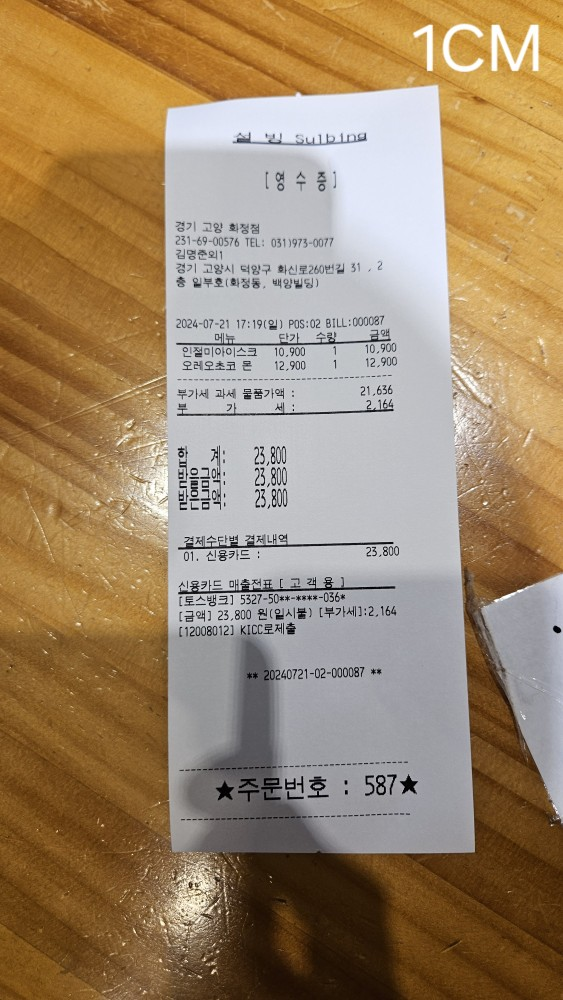 1CM
설 빙 Sulbing
[영 수 증]
경기 고양 화정점
231-69-00576 TEL: 031)973-0077
김명준외1
경기 고양시 덕양구 화신로260번길 31 , 2
층 일부호(화정동, 백양빌딩)
2024-07-21 17:19(일) POS:02 BILL:000087
메뉴 단가 수량 금액
인절미아이스크 10,900 1 10,900
오레오초코 몬 12,900 1 12,900
부가세 과세 물품가액 : 21,636
부 가 세 : 2,164
합 계: 23,800
받을금액: 23,800
받은금액: 23,800
결제수단별 결제내역
01. 신용카드 : 23,800
신용카드 매출전표 [ 고 객 용 ]
[토스뱅크] 5327-50**-****-036*
[금액] 23,800 원(일시불) [부가세]:2,164
[12008012] KICC로제출
** 20240721-02-000087 **
★주문번호 : 587★